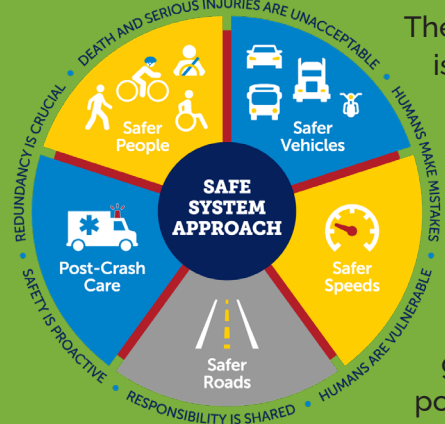 DEATH AND SERIOUS INJURIES ARE UNACCEPTABLE
HUMANS MAKE MISTAKES
HUMANS ARE VULNERABLE
RESPONSIBILITY IS SHARED
SAFETY IS PROACTIVE
REDUNDANCY IS CRUCIAL
Safer
People
Safer
Vehicles
SAFE
SYSTEM
APPROACH
Post-Crash
Care
Safer
Speeds
Safer
Roads
The
is